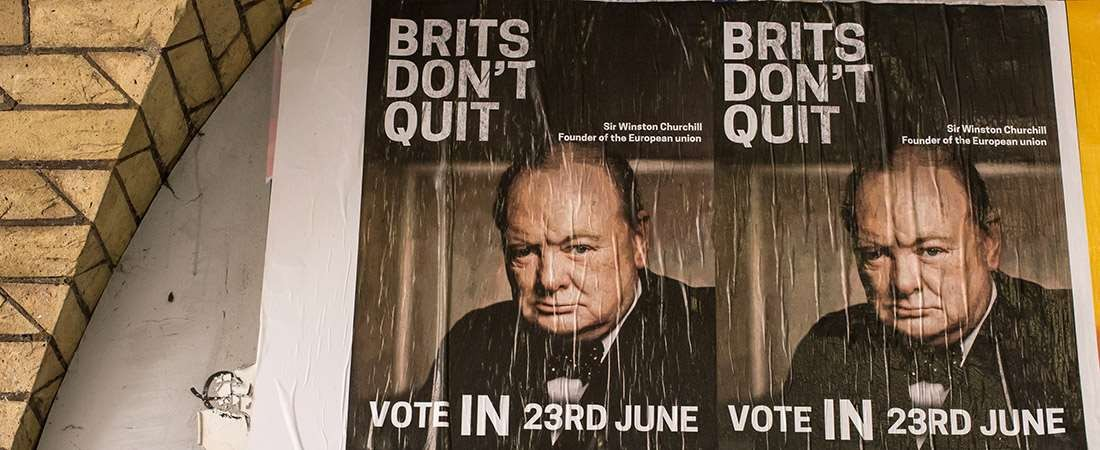 BRITS
DON'T
QUIT
Sir Winston Churchill
Founder of the European union
VOTE IN 23RD JUNE
BRITS
DON'T
QUIT
Sir Winston Churchill
Founder of the European union
VOTE IN 23RD JUNE